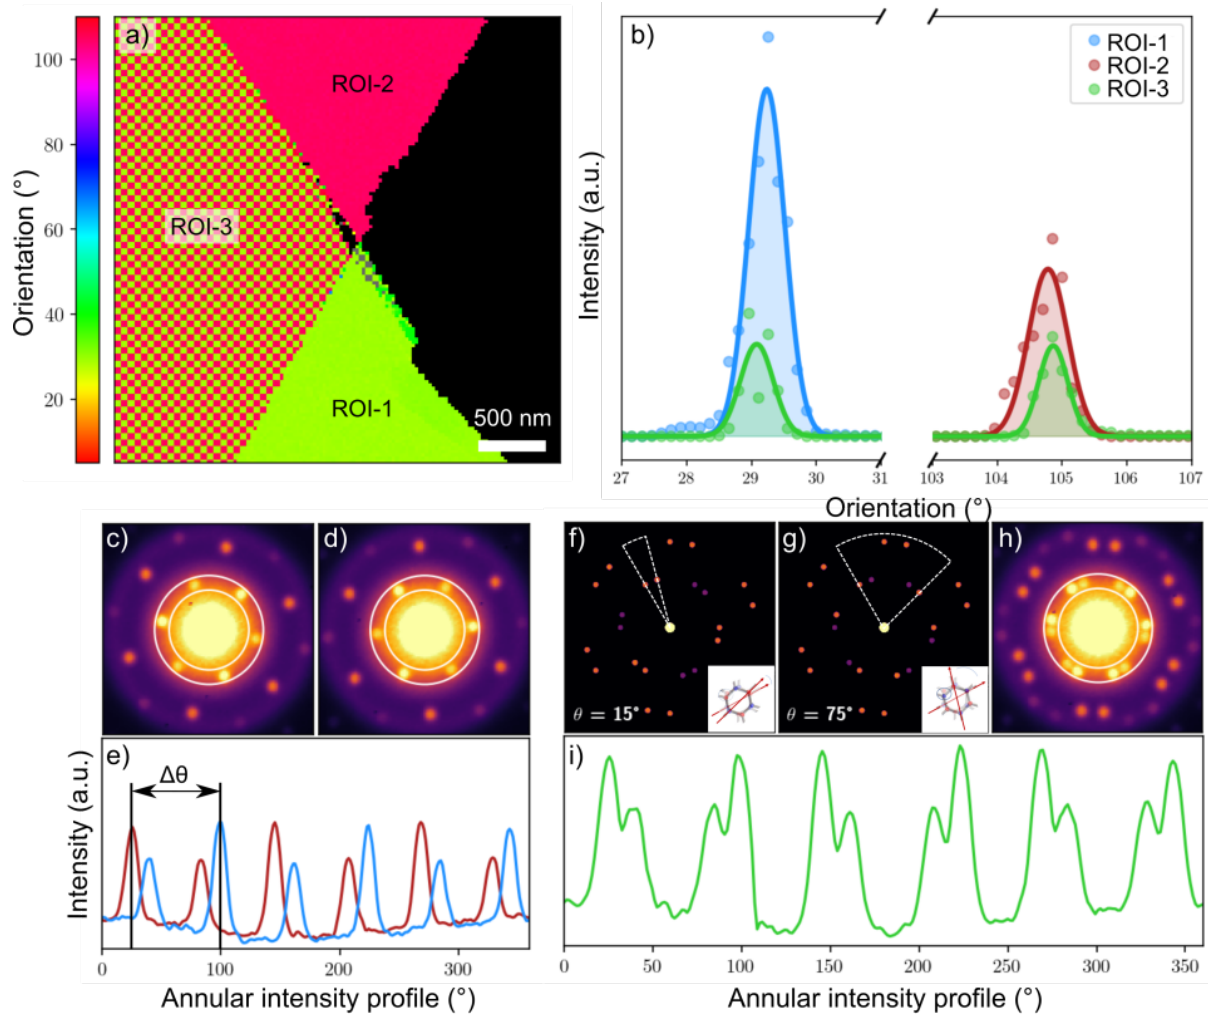 a)
ROI-2
ROI-3
ROI-1
500 nm
Orientation (°)
100
80
60
40
20
b)
ROI-1
ROI-2
ROI-3
Intensity (a.u.)
27 28 29 30 31 103 104 105 106 107
Orientation (°)
c)
d)
f)
θ = 15°
g)
θ = 75°
h)
e)
Δθ
Intensity (a.u.)
0 100 200 300
Annular intensity profile (°)
i)
0 50 100 150 200 250 300 350
Annular intensity profile (°)